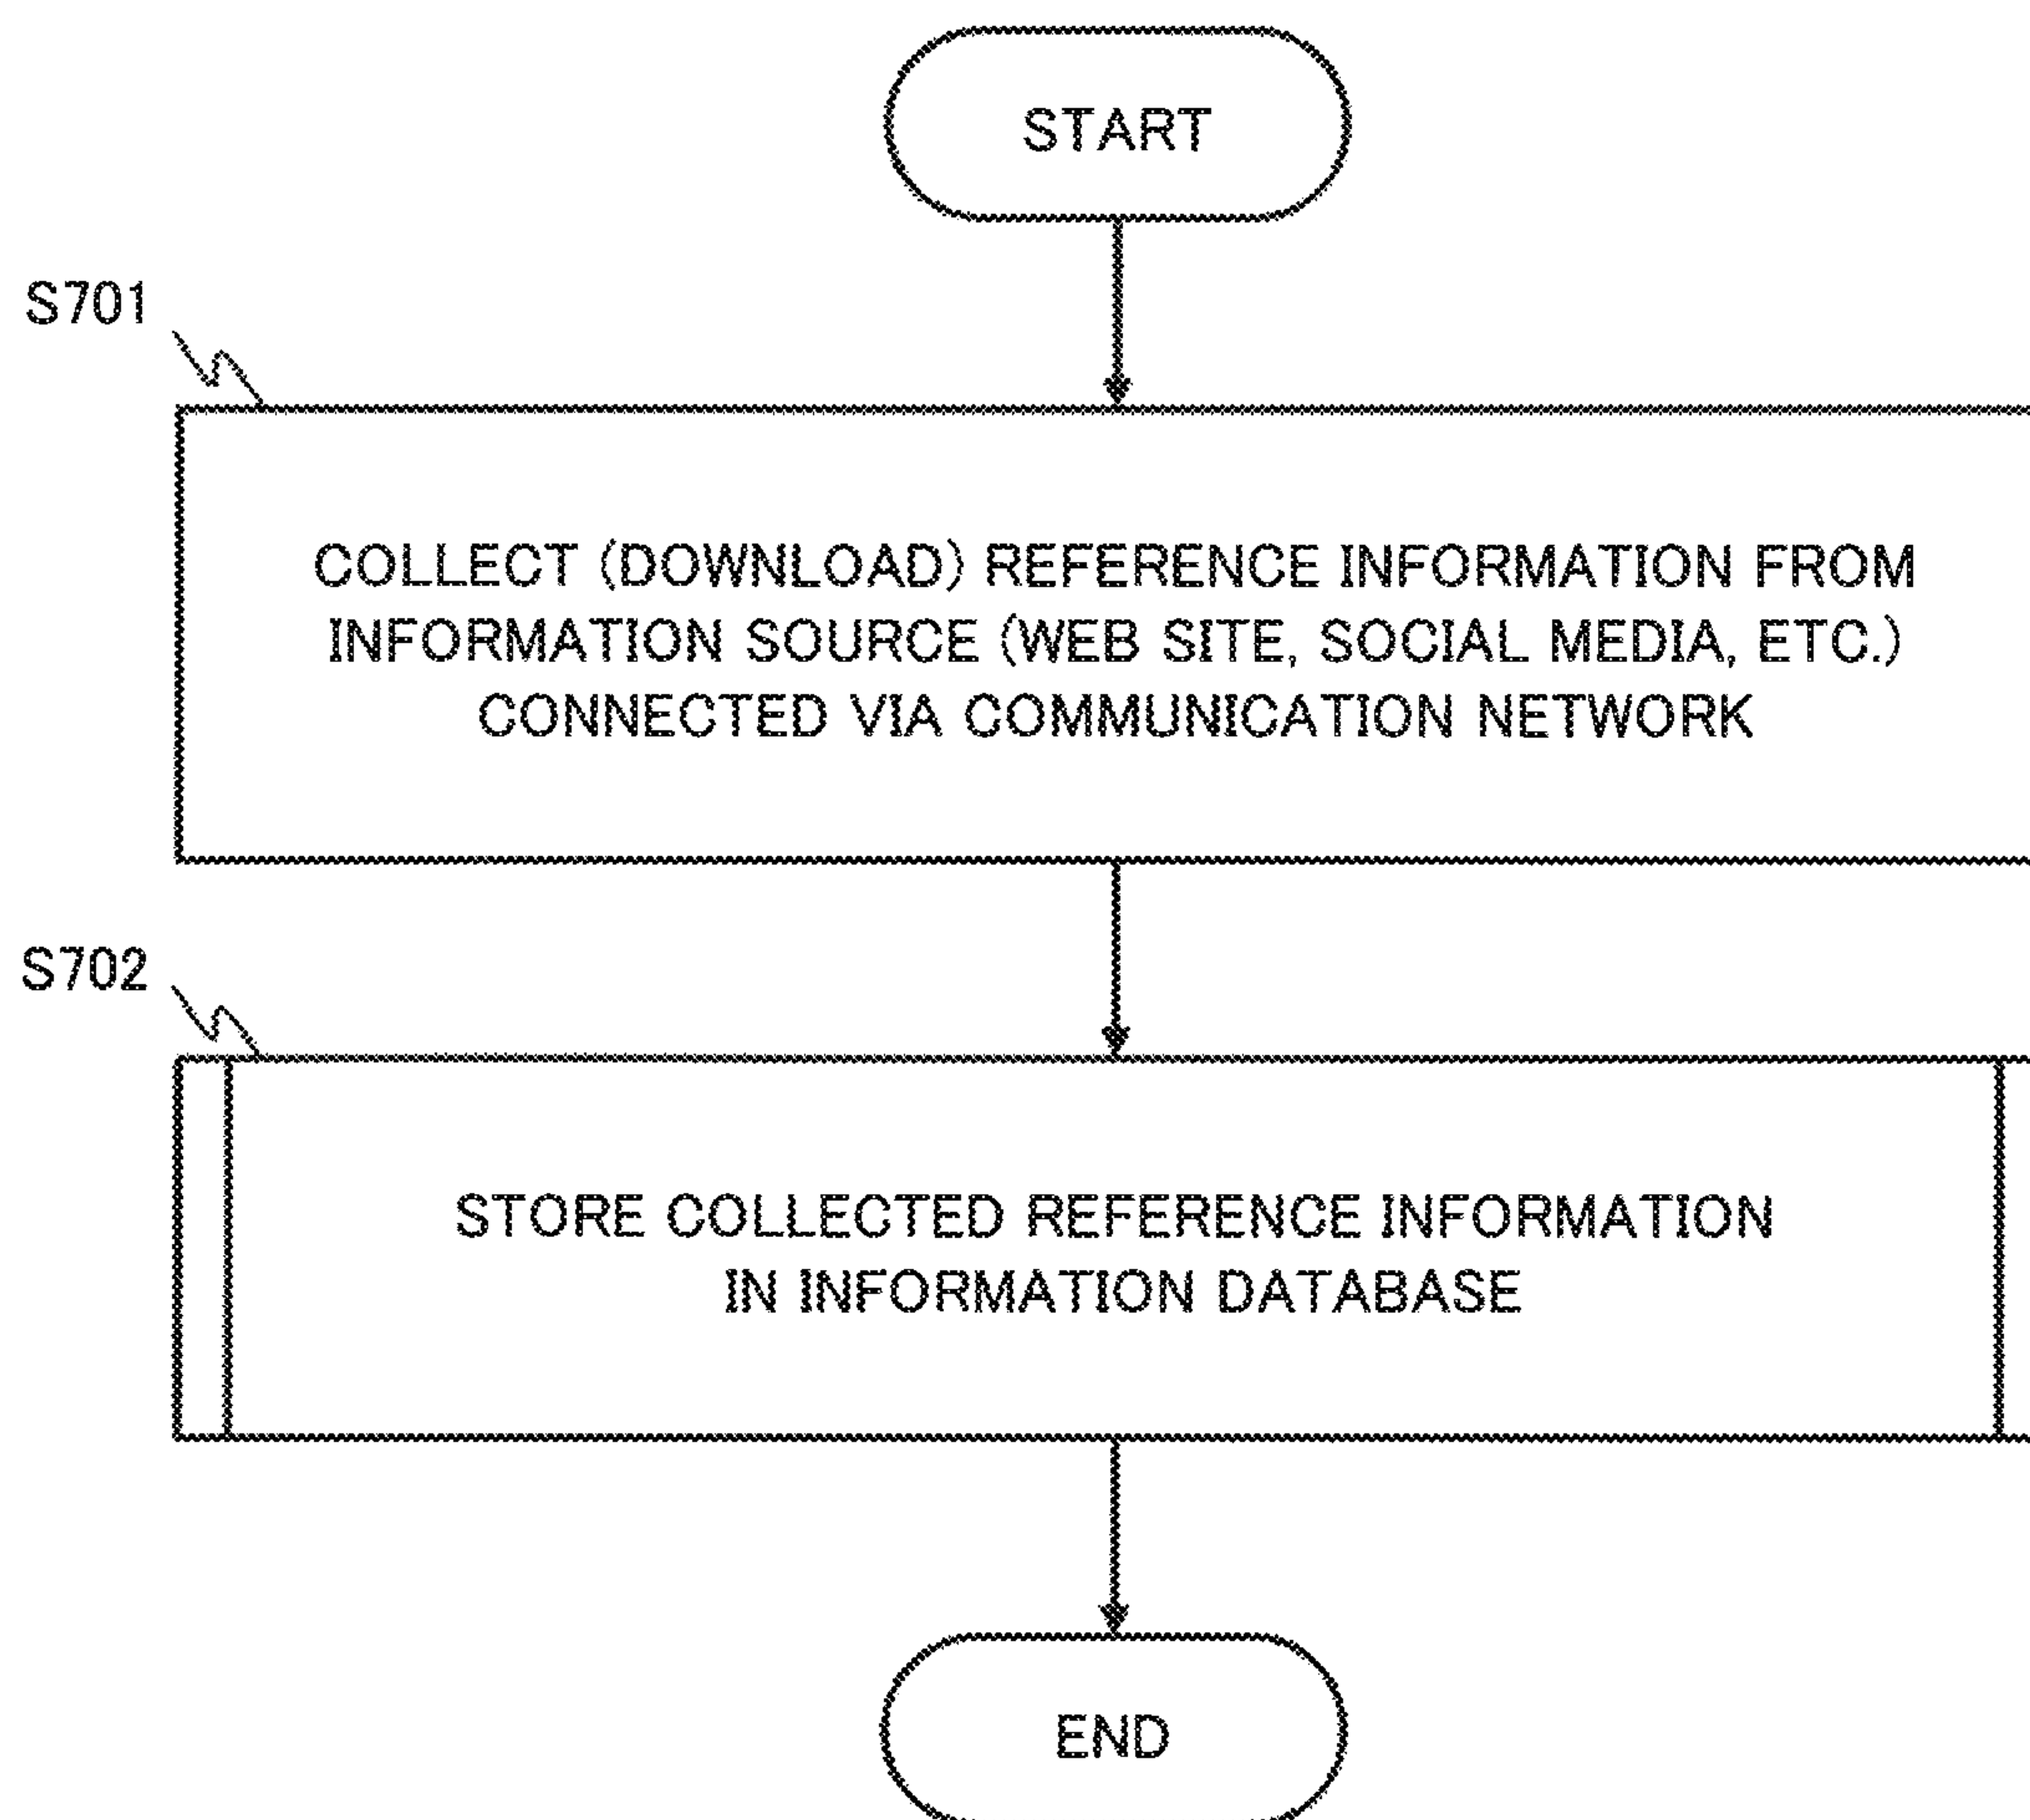 START
S701
COLLECT (DOWNLOAD) REFERENCE INFORMATION FROM
INFORMATION SOURCE (WEB SITE, SOCIAL MEDIA, ETC.)
CONNECTED VIA COMMUNICATION NETWORK
S702
STORE COLLECTED REFERENCE INFORMATION
IN INFORMATION DATABASE
END